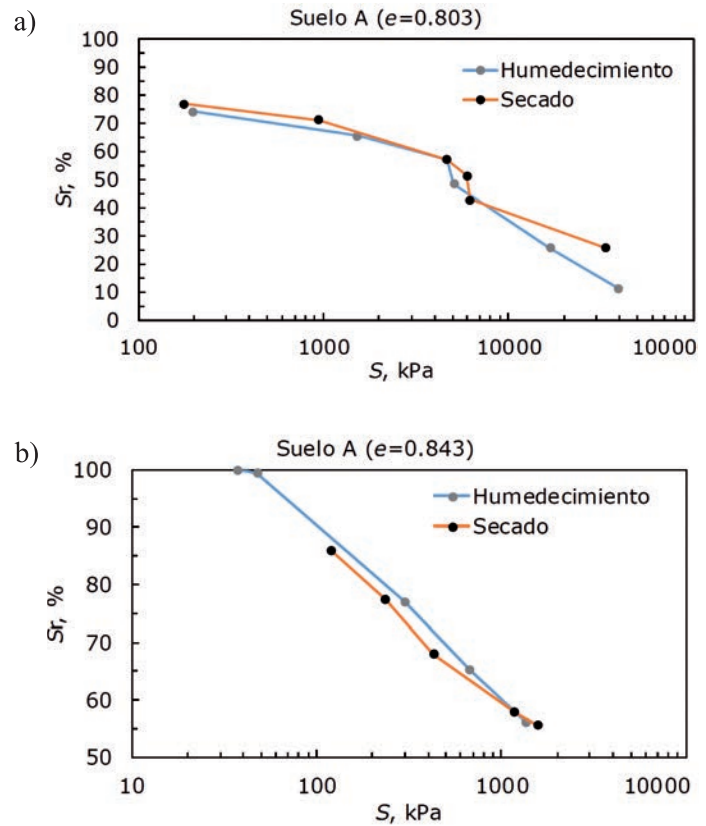 a)
Suelo A (e=0.803)
100
90
80
70
60
50
40
30
20
10
0
Sr, %
Humedecimiento
Secado
100
1000
10000
10000
S, kPa
b)
Suelo A (e=0.843)
100
90
80
70
60
50
Sr, %
Humedecimiento
Secado
10
100
1000
10000
S, kPa